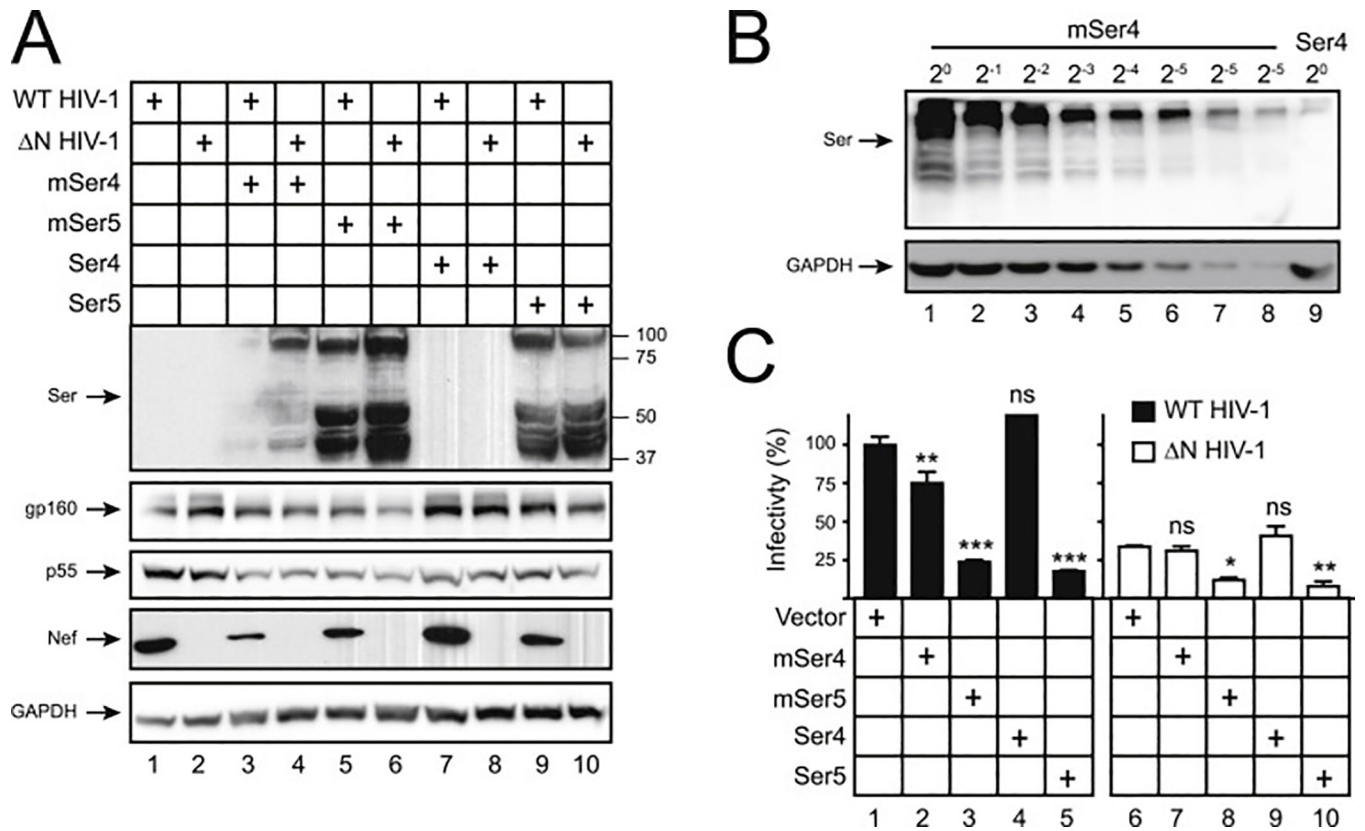 A
WT HIV-1 + + + + +
ΔN HIV-1 + + + + +
mSer4 + +
mSer5 + +
Ser4 + +
Ser5 + +
Ser
100
75
50
37
gp160
p55
Nef
GAPDH
1 2 3 4 5 6 7 8 9 10
B
mSer4 Ser4
2⁰ 2⁻¹ 2⁻² 2⁻³ 2⁻⁴ 2⁻⁵ 2⁻⁵ 2⁻⁵ 2⁰
Ser
GAPDH
1 2 3 4 5 6 7 8 9
C
Infectivty (%)
100
75
50
25
** *** ns *** ns * ns **
WT HIV-1
ΔN HIV-1
Vector + +
mSer4 + +
mSer5 + +
Ser4 + +
Ser5 + +
1 2 3 4 5 6 7 8 9 10